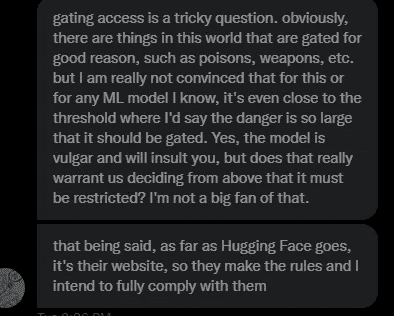 gating access is a tricky question. obviously,
there are things in this world that are gated for
good reason, such as poisons, weapons, etc.
but I am really not convinced that for this or
for any ML model I know, it's even close to the
threshold where I'd say the danger is so large
that it should be gated. Yes, the model is
vulgar and will insult you, but does that really
warrant us deciding from above that it must
be restricted? I'm not a big fan of that.
that being said, as far as Hugging Face goes,
it's their website, so they make the rules and I
intend to fully comply with them